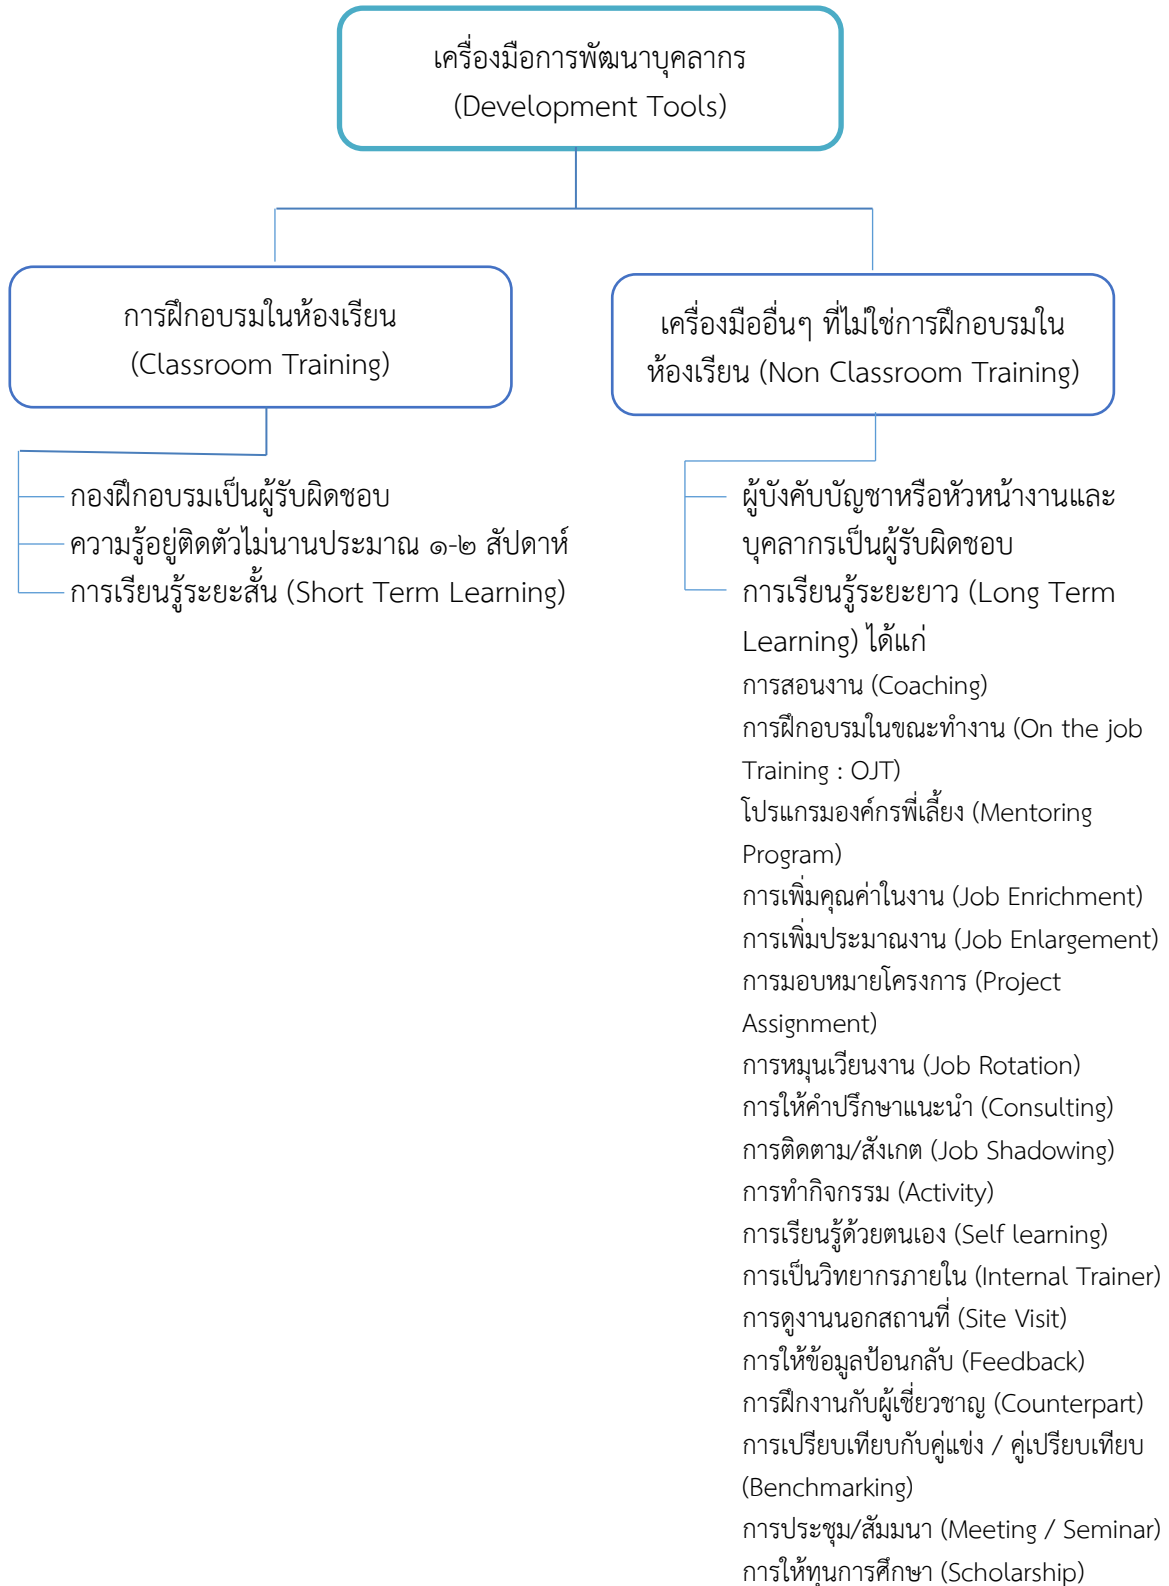 เครื่องมือการพัฒนาบุคลากร
(Development Tools)
การฝึกอบรมในห้องเรียน
(Classroom Training)
เครื่องมืออื่นๆ ที่ไม่ใช่การฝึกอบรมใน
ห้องเรียน (Non Classroom Training)
กองฝึกอบรมเป็นผู้รับผิดชอบ
ความรู้อยู่ติดตัวไม่นานประมาณ ๑-๒ สัปดาห์
การเรียนรู้ระยะสั้น (Short Term Learning)
ผู้บังคับบัญชาหรือหัวหน้างานและ
บุคลากรเป็นผู้รับผิดชอบ
การเรียนรู้ระยะยาว (Long Term
Learning) ได้แก่
การสอนงาน (Coaching)
การฝึกอบรมในขณะทำงาน (On the job
Training : OJT)
โปรแกรมองค์กรพี่เลี้ยง (Mentoring
Program)
การเพิ่มคุณค่าในงาน (Job Enrichment)
การเพิ่มประมาณงาน (Job Enlargement)
การมอบหมายโครงการ (Project
Assignment)
การหมุนเวียนงาน (Job Rotation)
การให้คำปรึกษาแนะนำ (Consulting)
การติดตาม/สังเกต (Job Shadowing)
การทำกิจกรรม (Activity)
การเรียนรู้ด้วยตนเอง (Self learning)
การเป็นวิทยากรภายใน (Internal Trainer)
การดูงานนอกสถานที่ (Site Visit)
การให้ข้อมูลป้อนกลับ (Feedback)
การฝึกงานกับผู้เชี่ยวชาญ (Counterpart)
การเปรียบเทียบกับคู่แข่ง / คู่เปรียบเทียบ
(Benchmarking)
การประชุม/สัมมนา (Meeting / Seminar)
การให้ทุนการศึกษา (Scholarship)